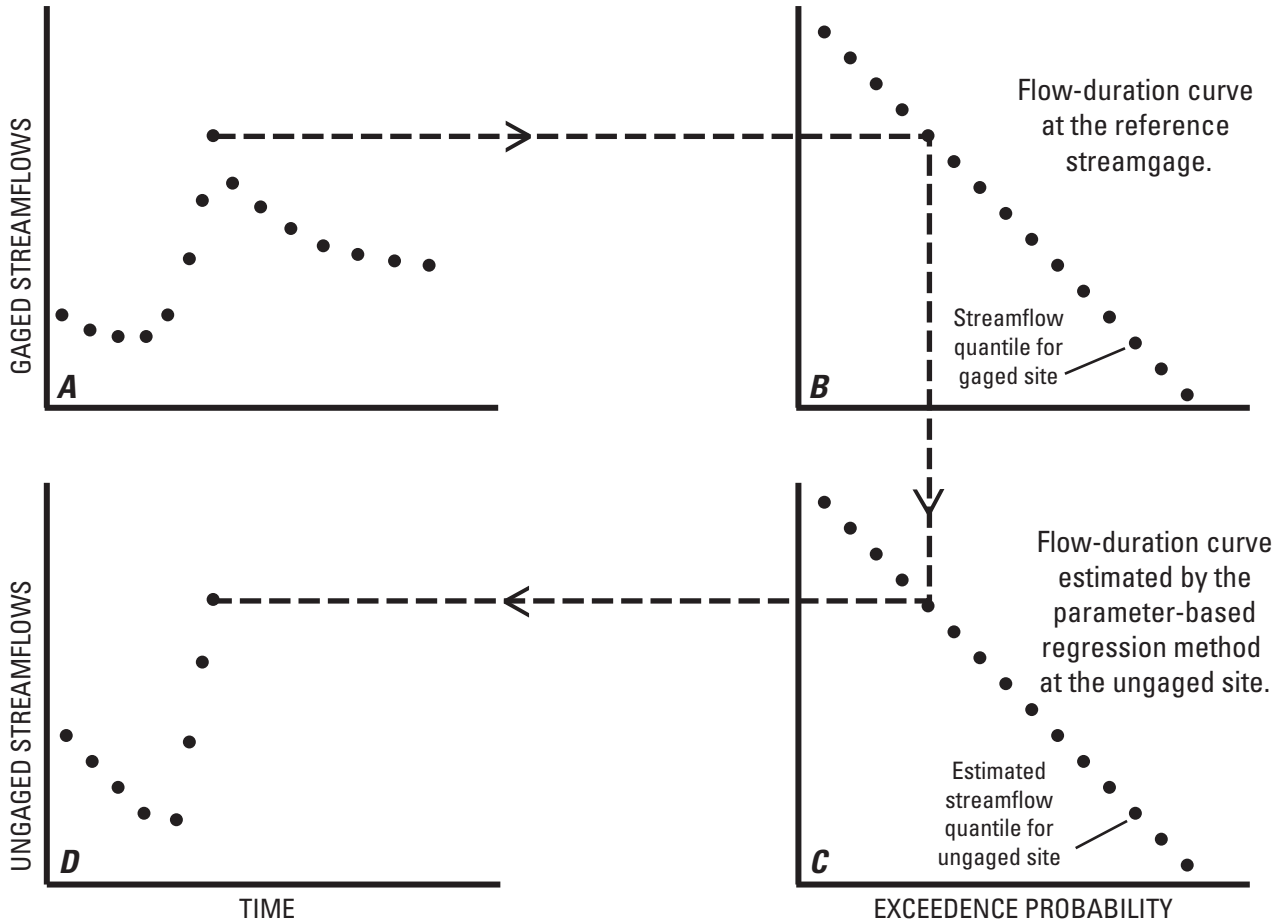 GAGED STREAMFLOWS
A
Flow-duration curve
at the reference
streamgage.
Streamflow
quantile for
gaged site
B
UNGAGED STREAMFLOWS
D
TIME
Flow-duration curve
estimated by the
parameter-based
regression method
at the ungaged site.
Estimated
streamflow
quantile for
ungaged site
C
EXCEEDENCE PROBABILITY